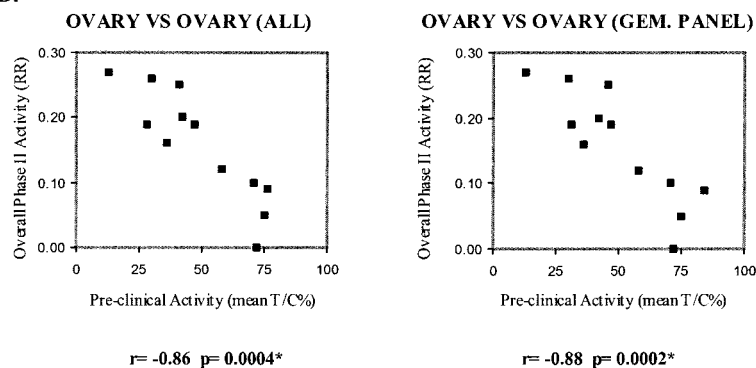 OVARY VS OVARY (ALL)
OVARY VS OVARY (GEM. PANEL)
Overall Phase II Activity (RR)
0.30
0.20
0.10
0.00
0 25 50 75 100
Pre-clinical Activity (mean T/C%)
r= -0.86 p= 0.0004*
Overall Phase II Activity (RR)
0.30
0.20
0.10
0.00
0 25 50 75 100
Pre-clinical Activity (mean T/C%)
r= -0.88 p= 0.0002*